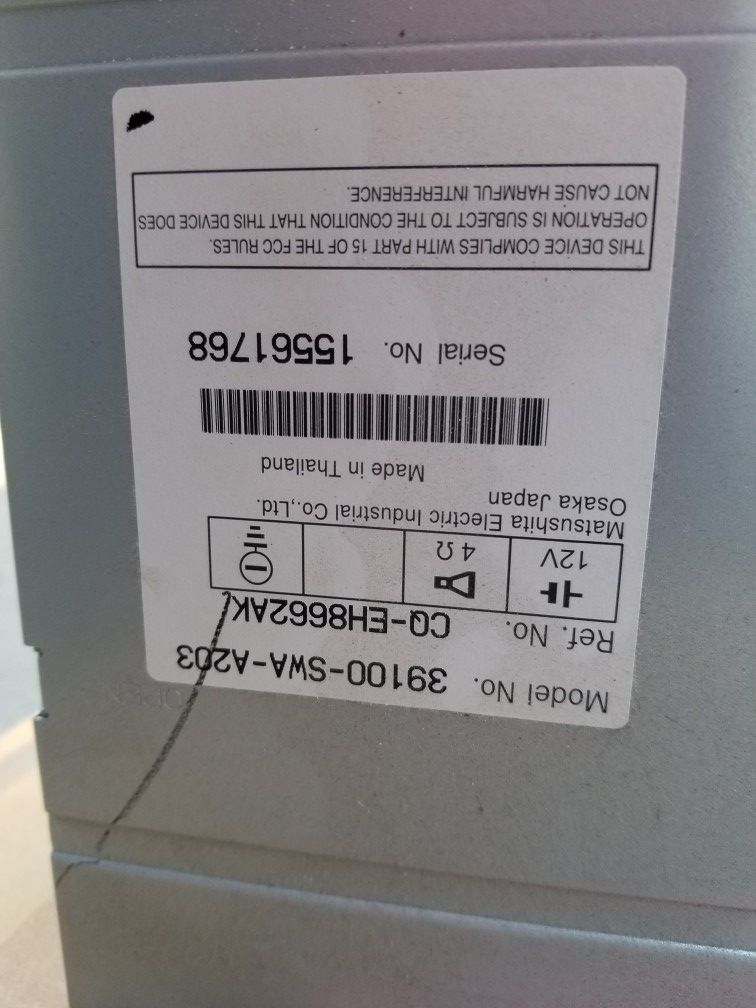 Model No. 39100-SWA-A203
Ref. No. CQ-EH8662AK
12V
4 Ω
Matsushita Electric Industrial Co.,Ltd.
Osaka Japan
Made in Thailand
Serial No. 15561768
THIS DEVICE COMPLIES WITH PART 15 OF THE FCC RULES.
OPERATION IS SUBJECT TO THE CONDITION THAT THIS DEVICE DOES
NOT CAUSE HARMFUL INTERFERENCE.
OPEN